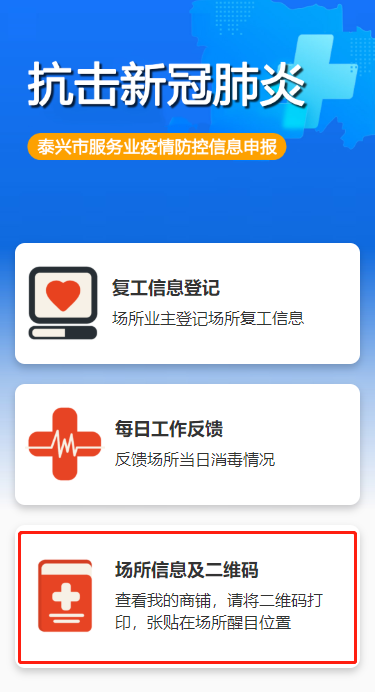 抗击新冠肺炎
泰兴市服务业疫情防控信息申报
复工信息登记
场所业主登记场所复工信息
每日工作反馈
反馈场所当日消毒情况
场所信息及二维码
查看我的商铺，请将二维码打
印，张贴在场所醒目位置